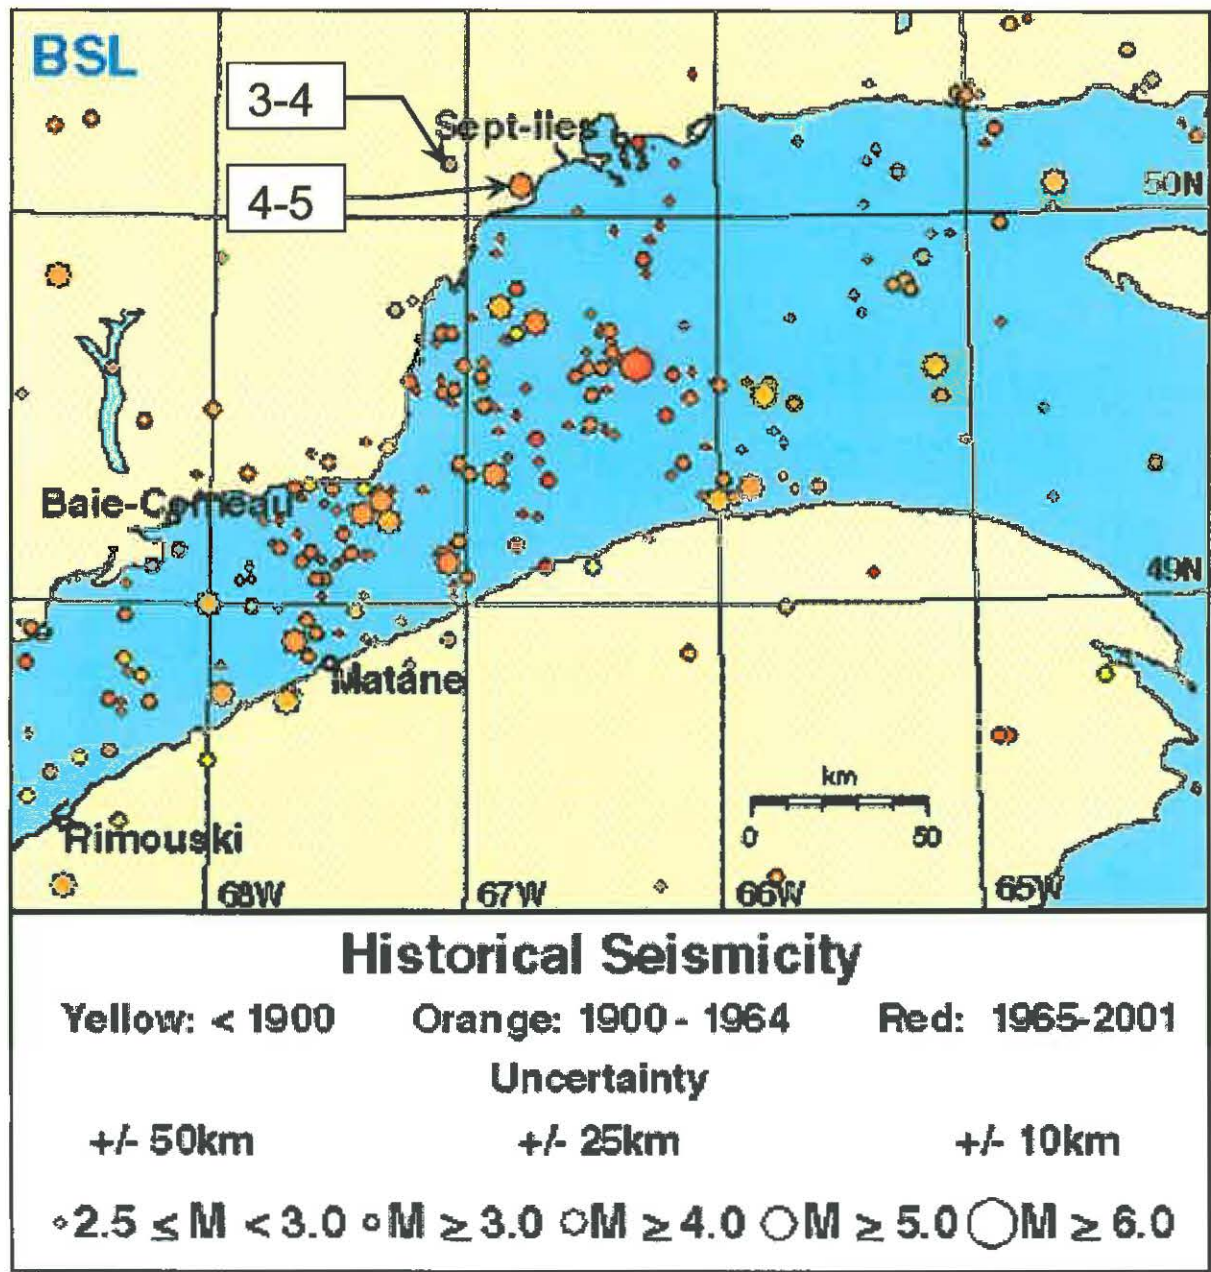 BSL
3-4
Sept-Iles
4-5
50N
Baie-Comeau
49N
Matane
km
0 50
Rimouski
68W 67W 66W 65W
Historical Seismicity
Yellow: < 1900 Orange: 1900 - 1964 Red: 1965-2001
Uncertainty
+/- 50km +/- 25km +/- 10km
2.5 ≤ M < 3.0 M ≥ 3.0 M ≥ 4.0 M ≥ 5.0 M ≥ 6.0